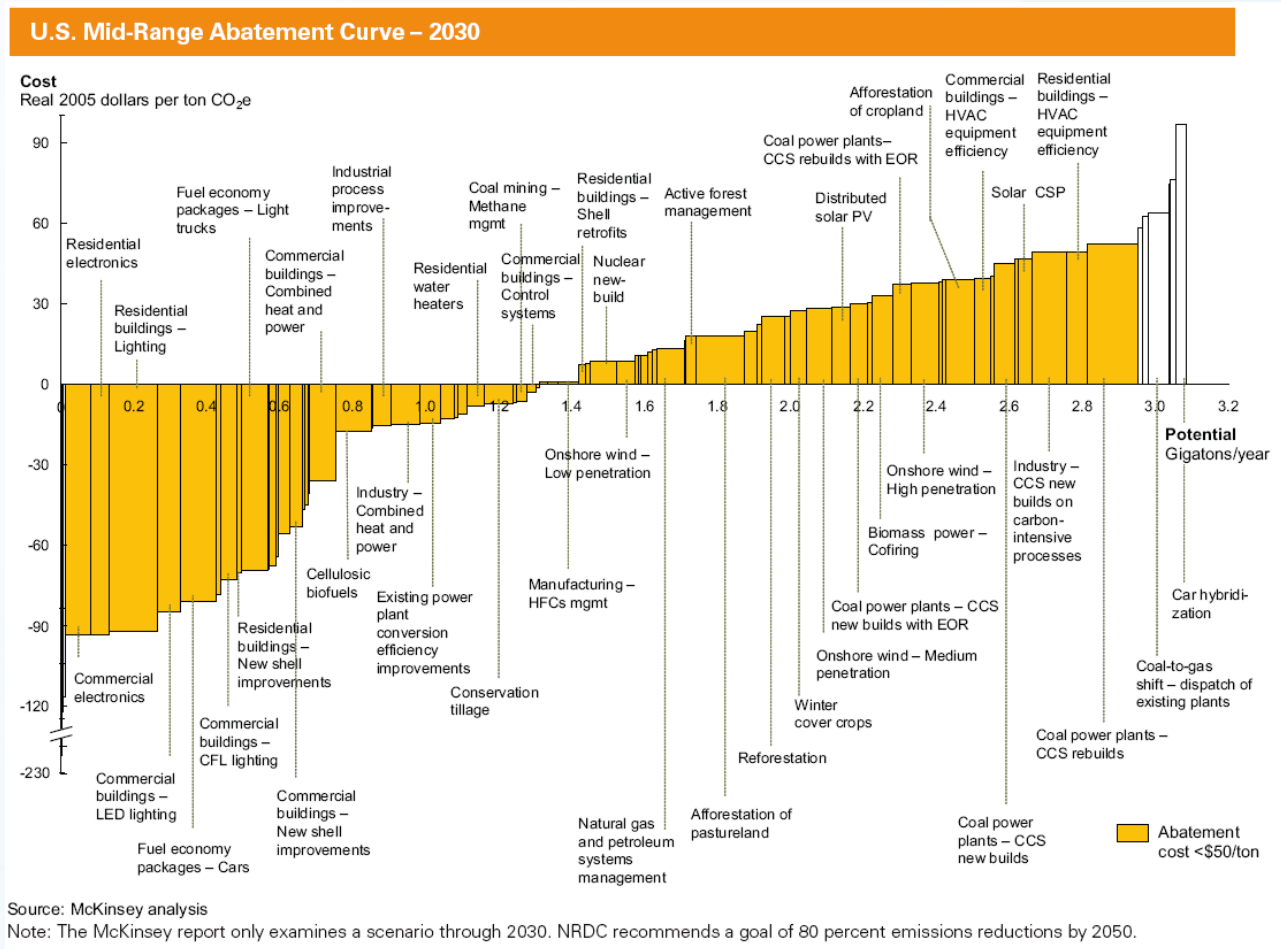 U.S. Mid-Range Abatement Curve – 2030
Cost
Real 2005 dollars per ton CO₂e
90
60
30
0
-30
-60
-90
-120
-230
Residential
electronics
Residential
buildings –
Lighting
Fuel economy
packages – Light
trucks
Commercial
buildings –
Combined
heat and
power
Industrial
process
improve-
ments
Residential
water
heaters
Coal mining –
Methane
mgmt
Commercial
buildings –
Control
systems
Residential
buildings –
Shell
retrofits
Nuclear
new-
build
Active forest
management
Coal power plants–
CCS rebuilds with EOR
Distributed
solar PV
Afforestation
of cropland
Commercial
buildings –
HVAC
equipment
efficiency
Solar CSP
Residential
buildings –
HVAC
equipment
efficiency
0
0.2
0.4
0.6
0.8
1.0
1.2
1.4
1.6
1.8
2.0
2.2
2.4
2.6
2.8
3.0
3.2
Potential
Gigatons/year
Commercial
electronics
Commercial
buildings –
LED lighting
Fuel economy
packages – Cars
Commercial
buildings –
CFL lighting
Residential
buildings –
New shell
improvements
Commercial
buildings –
New shell
improvements
Cellulosic
biofuels
Industry –
Combined
heat and
power
Existing power
plant
conversion
efficiency
improvements
Conservation
tillage
Manufacturing –
HFCs mgmt
Onshore wind –
Low penetration
Natural gas
and petroleum
systems
management
Afforestation of
pastureland
Reforestation
Winter
cover crops
Onshore wind – Medium
penetration
Coal power plants – CCS
new builds with EOR
Biomass power –
Cofiring
Onshore wind –
High penetration
Coal power
plants – CCS
new builds
Industry –
CCS new
builds on
carbon-
intensive
processes
Coal power plants –
CCS rebuilds
Coal-to-gas
shift – dispatch of
existing plants
Car hybridi-
zation
Abatement
cost <$50/ton
Source: McKinsey analysis
Note: The McKinsey report only examines a scenario through 2030. NRDC recommends a goal of 80 percent emissions reductions by 2050.